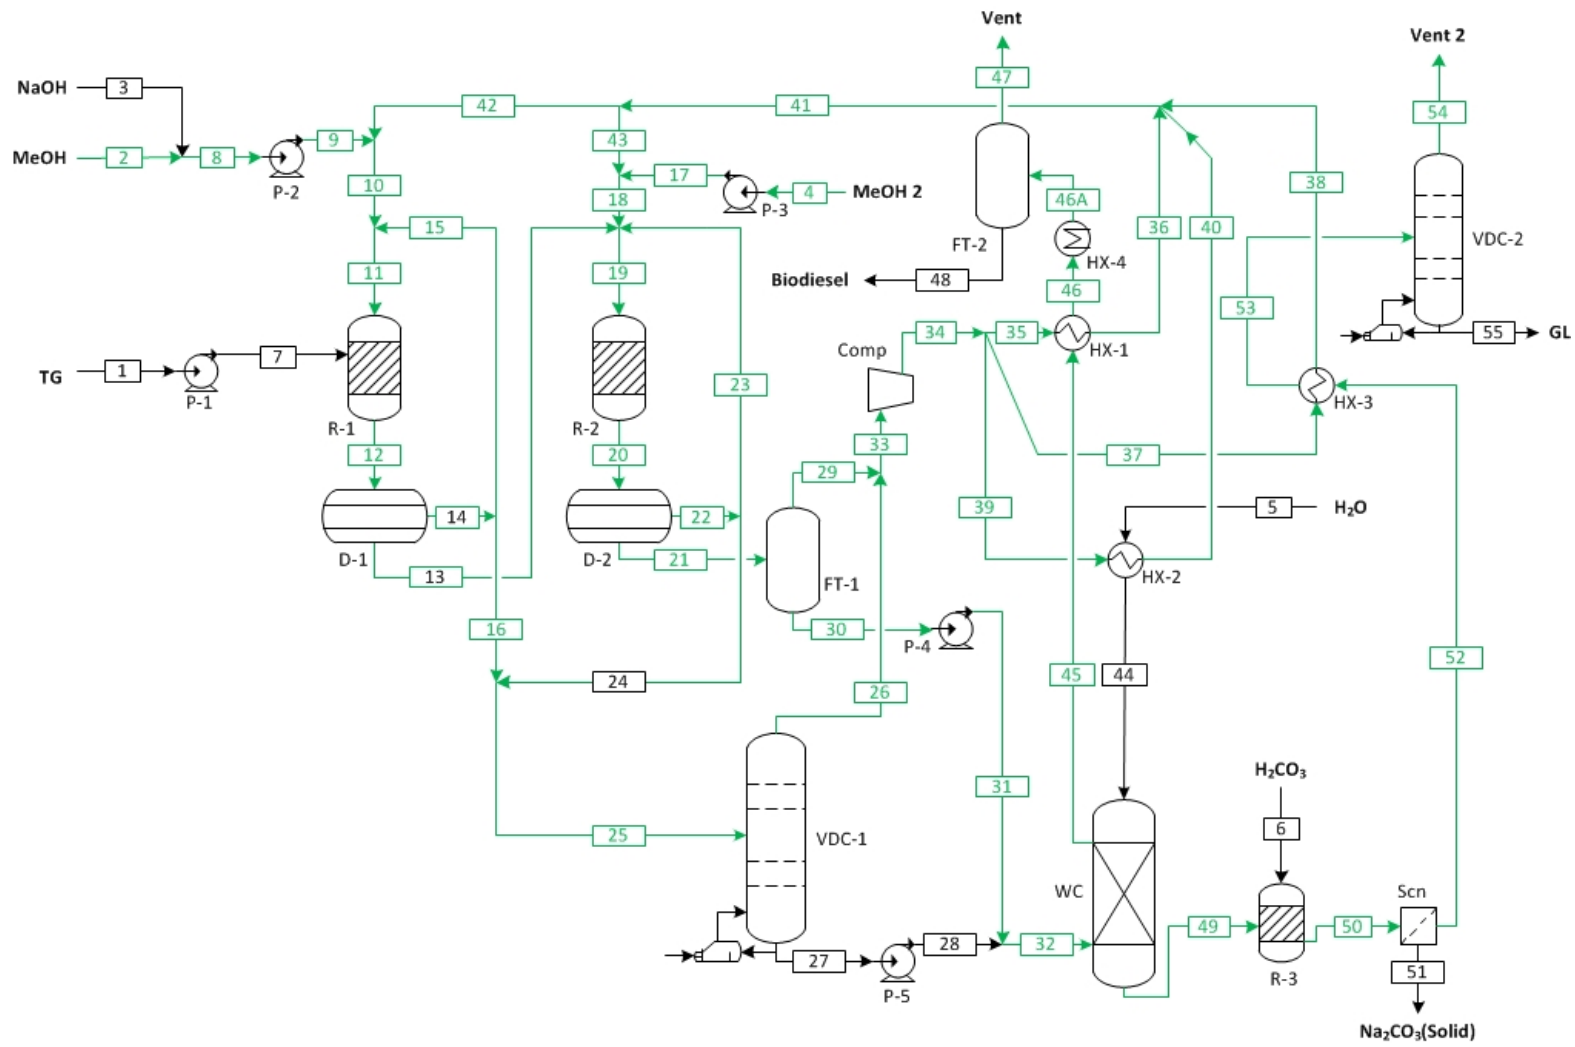 Vent
Vent 2
47
NaOH
3
42
41
54
9
43
MeOH
2
8
17
4
MeOH 2
P-2
10
46A
38
18
P-3
15
36
40
FT-2
VDC-2
HX-4
11
19
Biodiesel
48
46
53
34
35
55
GL
Comp
HX-1
7
TG
1
23
P-1
HX-3
R-1
R-2
33
12
20
37
29
39
5
H₂O
14
22
D-1
D-2
21
HX-2
13
FT-1
16
30
P-4
52
45
44
24
26
H₂CO₃
31
6
25
VDC-1
WC
Scn
49
50
28
32
27
51
R-3
P-5
Na₂CO₃(Solid)